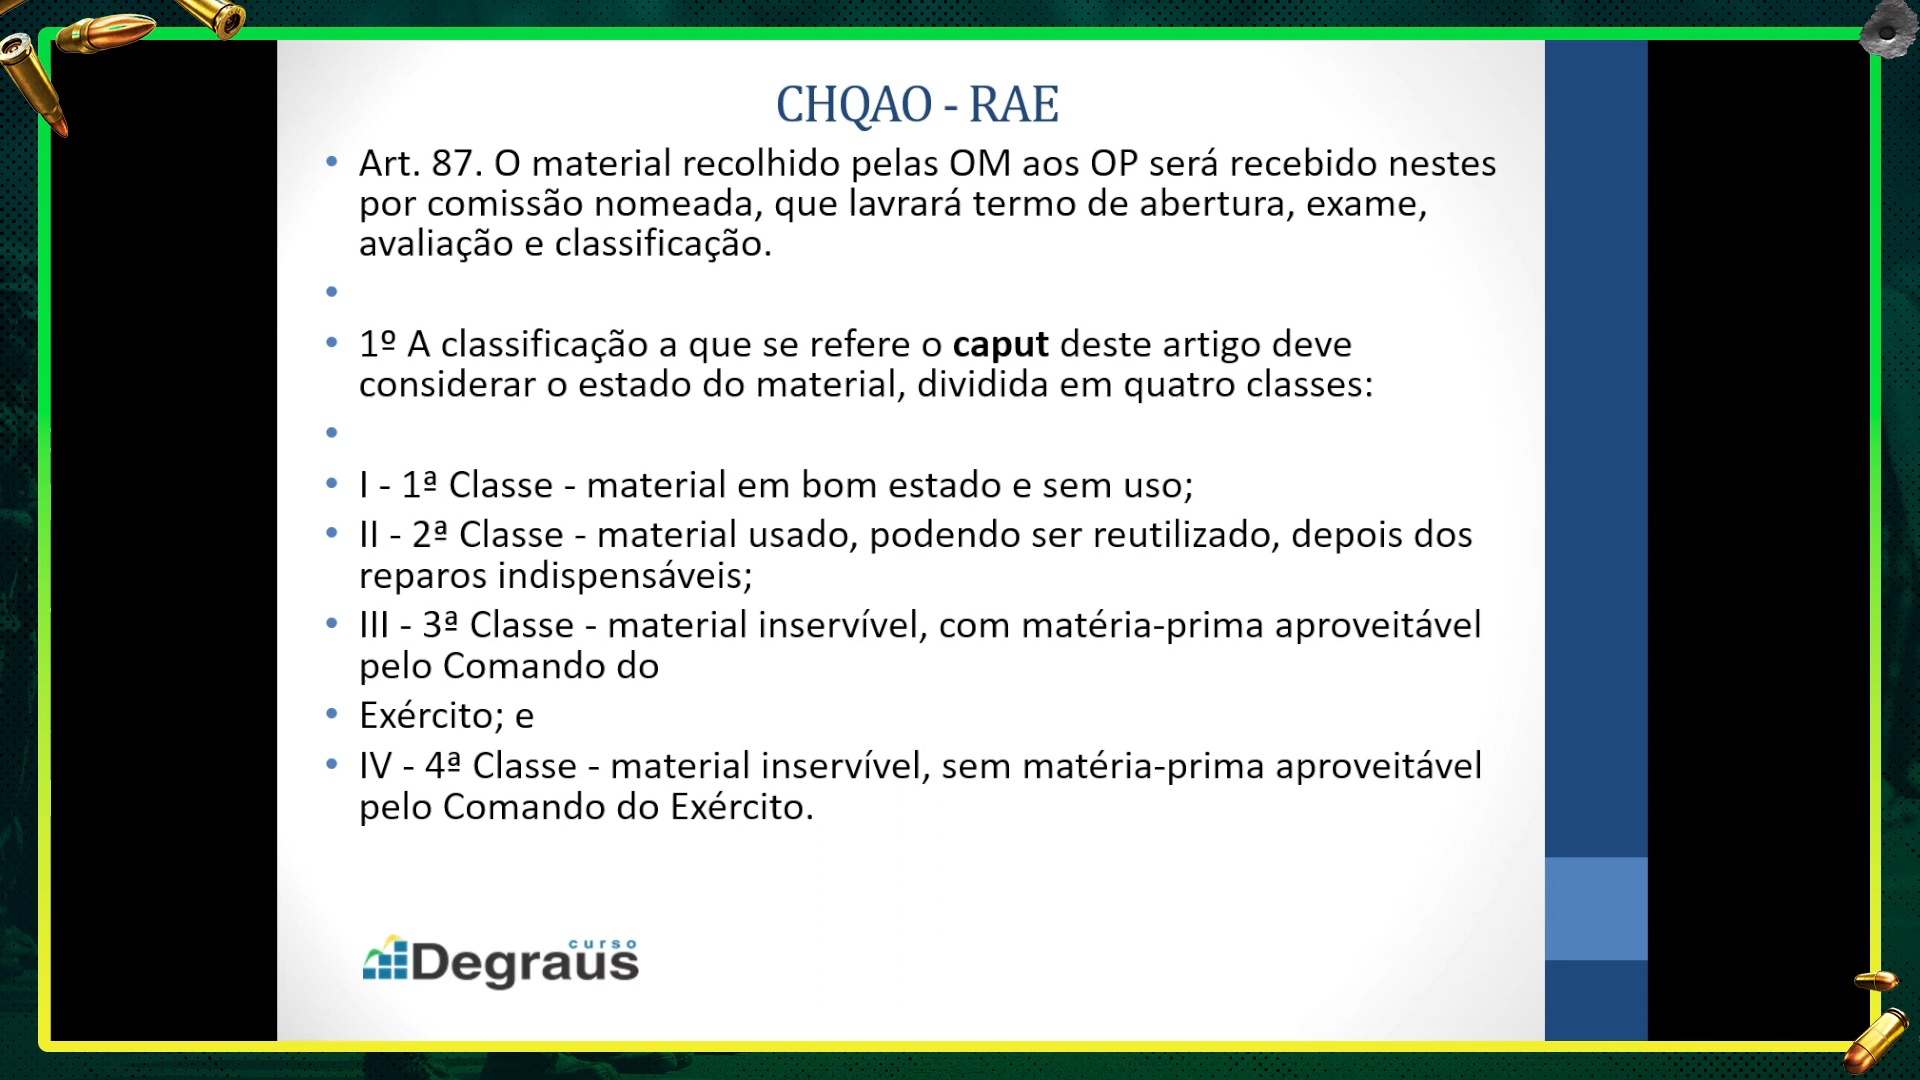 CHQAO - RAE
• Art. 87. O material recolhido pelas OM aos OP será recebido nestes
por comissão nomeada, que lavrará termo de abertura, exame,
avaliação e classificação.
•
• 1º A classificação a que se refere o caput deste artigo deve
considerar o estado do material, dividida em quatro classes:
•
• I - 1ª Classe - material em bom estado e sem uso;
• II - 2ª Classe - material usado, podendo ser reutilizado, depois dos
reparos indispensáveis;
• III - 3ª Classe - material inservível, com matéria-prima aproveitável
pelo Comando do
• Exército; e
• IV - 4ª Classe - material inservível, sem matéria-prima aproveitável
pelo Comando do Exército.
curso
Degraus